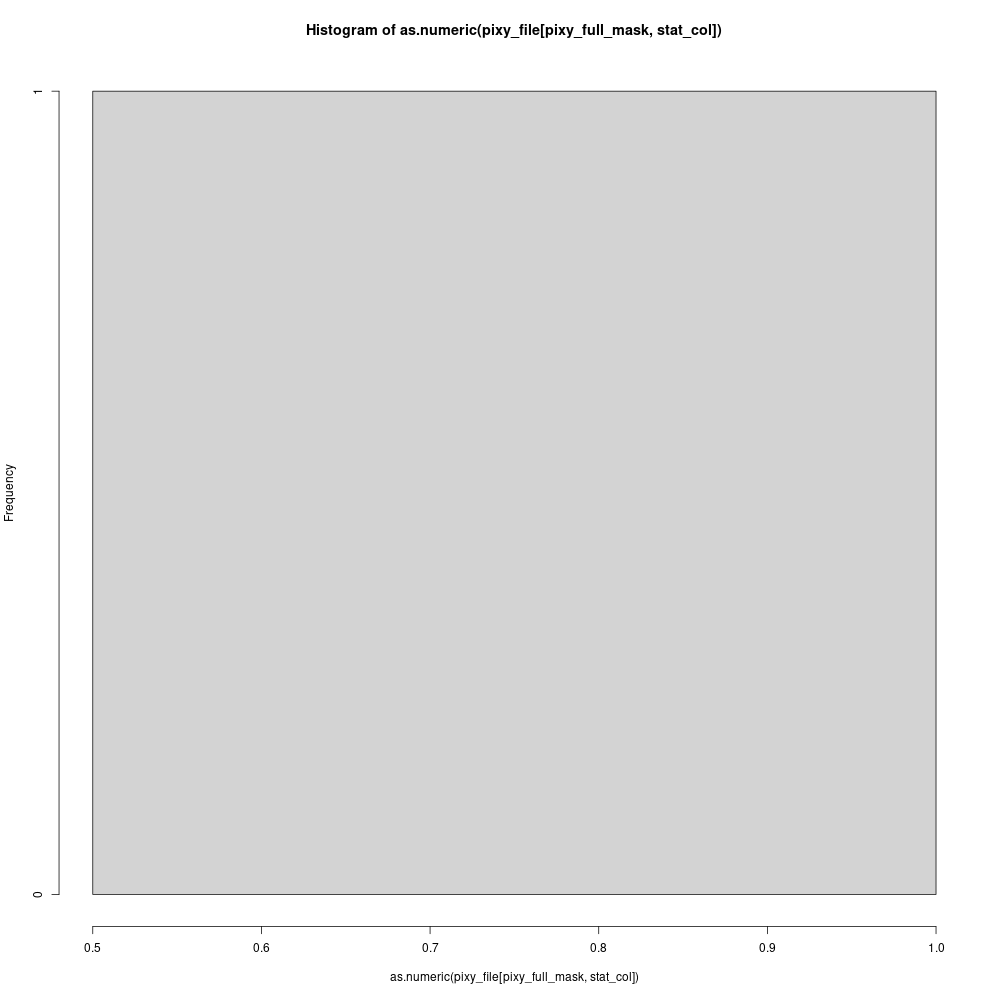 Histogram of as.numeric(pixy_file[pixy_full_mask, stat_col])
1
Frequency
0
0.5 0.6 0.7 0.8 0.9 1.0
as.numeric(pixy_file[pixy_full_mask, stat_col])